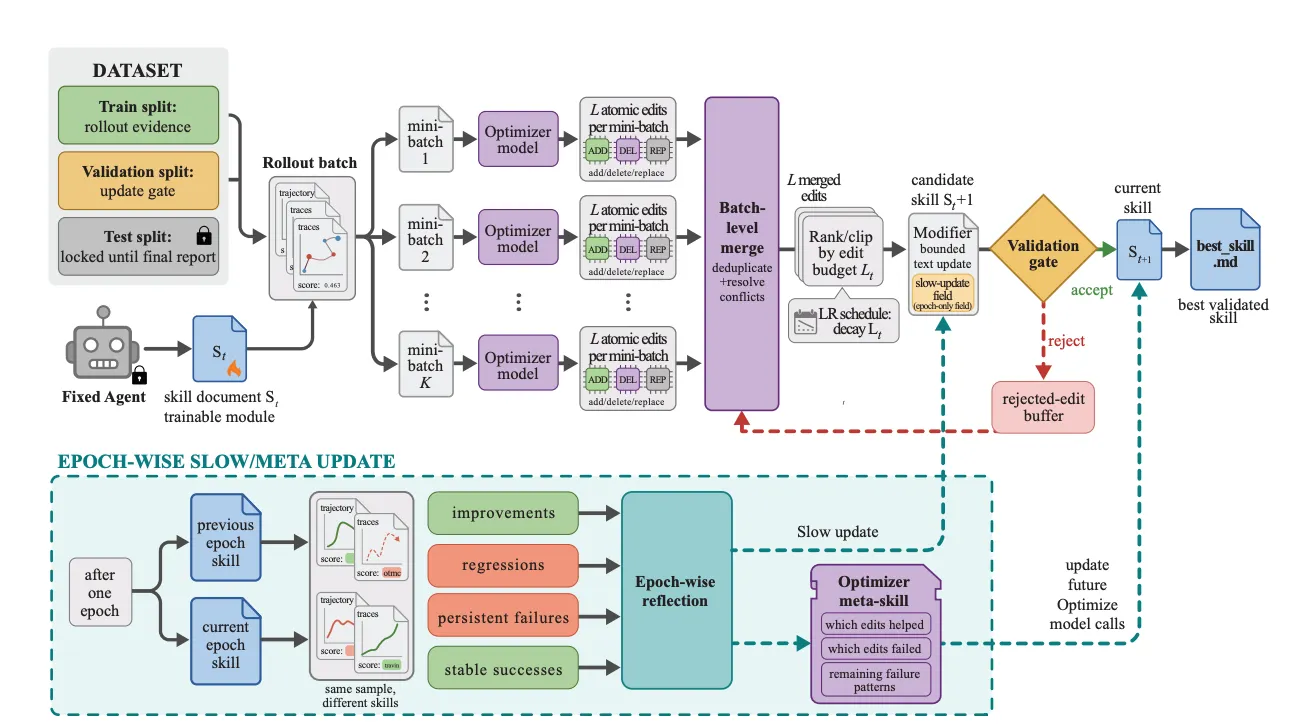 DATASET
Train split:
rollout evidence
Validation split:
update gate
Test split:
locked until final report
Fixed Agent
St
skill document St
trainable module
Rollout batch
trajectory
traces
traces
score: 0.463
mini-
batch
1
Optimizer
model
L atomic edits
per mini-batch
ADD DEL REP
add/delete/replace
mini-
batch
2
Optimizer
model
L atomic edits
per mini-batch
ADD DEL REP
add/delete/replace
mini-
batch
K
Optimizer
model
L atomic edits
per mini-batch
ADD DEL REP
add/delete/replace
Batch-
level
merge
deduplicate
+resolve
conflicts
L merged
edits
Rank/clip
by edit
budget Lt
LR schedule:
decay Lt
t
candidate
skill St+1
Modifier
bounded
text update
slow-update
field
(epoch-only field)
Validation
gate
accept
reject
rejected-edit
buffer
current
skill
St+1
best_skill
.md
best validated
skill
EPOCH-WISE SLOW/META UPDATE
after
one
epoch
previous
epoch
skill
current
epoch
skill
trajectory
traces
score:
score: otmc
trajectory
traces
score:
score:
same sample,
different skills
improvements
regressions
persistent failures
stable successes
Epoch-wise
reflection
Slow update
Optimizer
meta-skill
which edits helped
which edits failed
remaining failure
patterns
update
future
Optimize
model calls